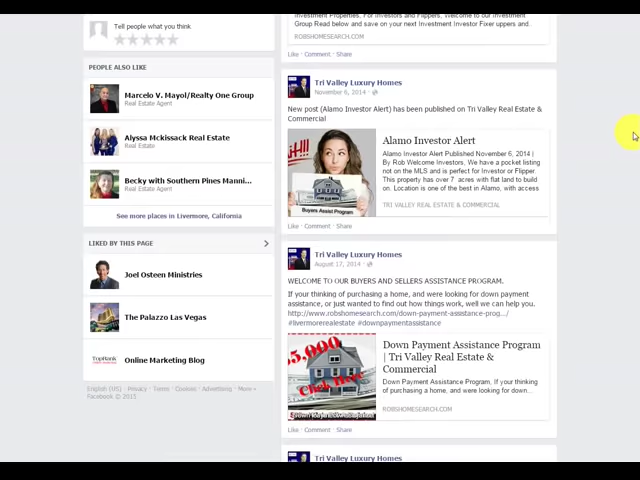 Tell people what you think
PEOPLE ALSO LIKE
Marcelo V. Mayol/Realty One Group
Real Estate Agent
Alyssa Mckissack Real Estate
Real Estate
Becky with Southern Pines Manni...
Real Estate Agent
See more places in Livermore, California
LIKED BY THIS PAGE
Joel Osteen Ministries
The Palazzo Las Vegas
TopRank
Online Marketing Blog
English (US) · Privacy · Terms · Cookies · Advertising · More
Facebook © 2015
Investment Properties. For Investors and Flippers, Welcome to our Investment
Group Read below and save on your next Investment Investor Fixer uppers and...
ROBSHOMESEARCH.COM
Like · Comment · Share
Tri Valley Luxury Homes
November 6, 2014 ·
New post (Alamo Investor Alert) has been published on Tri Valley Real Estate &
Commercial
Buyers Assist Program
Alamo Investor Alert
Alamo Investor Alert Published November 6, 2014 |
By Rob Welcome Investors, We have a pocket listing
not on the MLS and is perfect for Investor or Flipper
This property has over 7 aces with flat land to build
on. Location is one of the best in Alamo, with access
TRI VALLEY REAL ESTATE & COMMERCIAL
Like · Comment · Share
Tri Valley Luxury Homes
August 17, 2014 ·
WELCOME TO OUR BUYERS AND SELLERS ASSISTANCE PROGRAM.
If your thinking of purchasing a home, and were looking for down payment
assistance, or just wanted to find out how things work, well we can help you.
http://www.robshomesearch.com/down-payment-assistance-prog.../
#livermorerealestate #downpaymentassistance
5,000
Click Here
Down Payment Assistance Program
| Tri Valley Real Estate &
Commercial
Down Payment Assistance Program, If your thinking
of purchasing a home, and were looking for down...
ROBSHOMESEARCH.COM
Like · Comment · Share
Tri Valley Luxury Homes